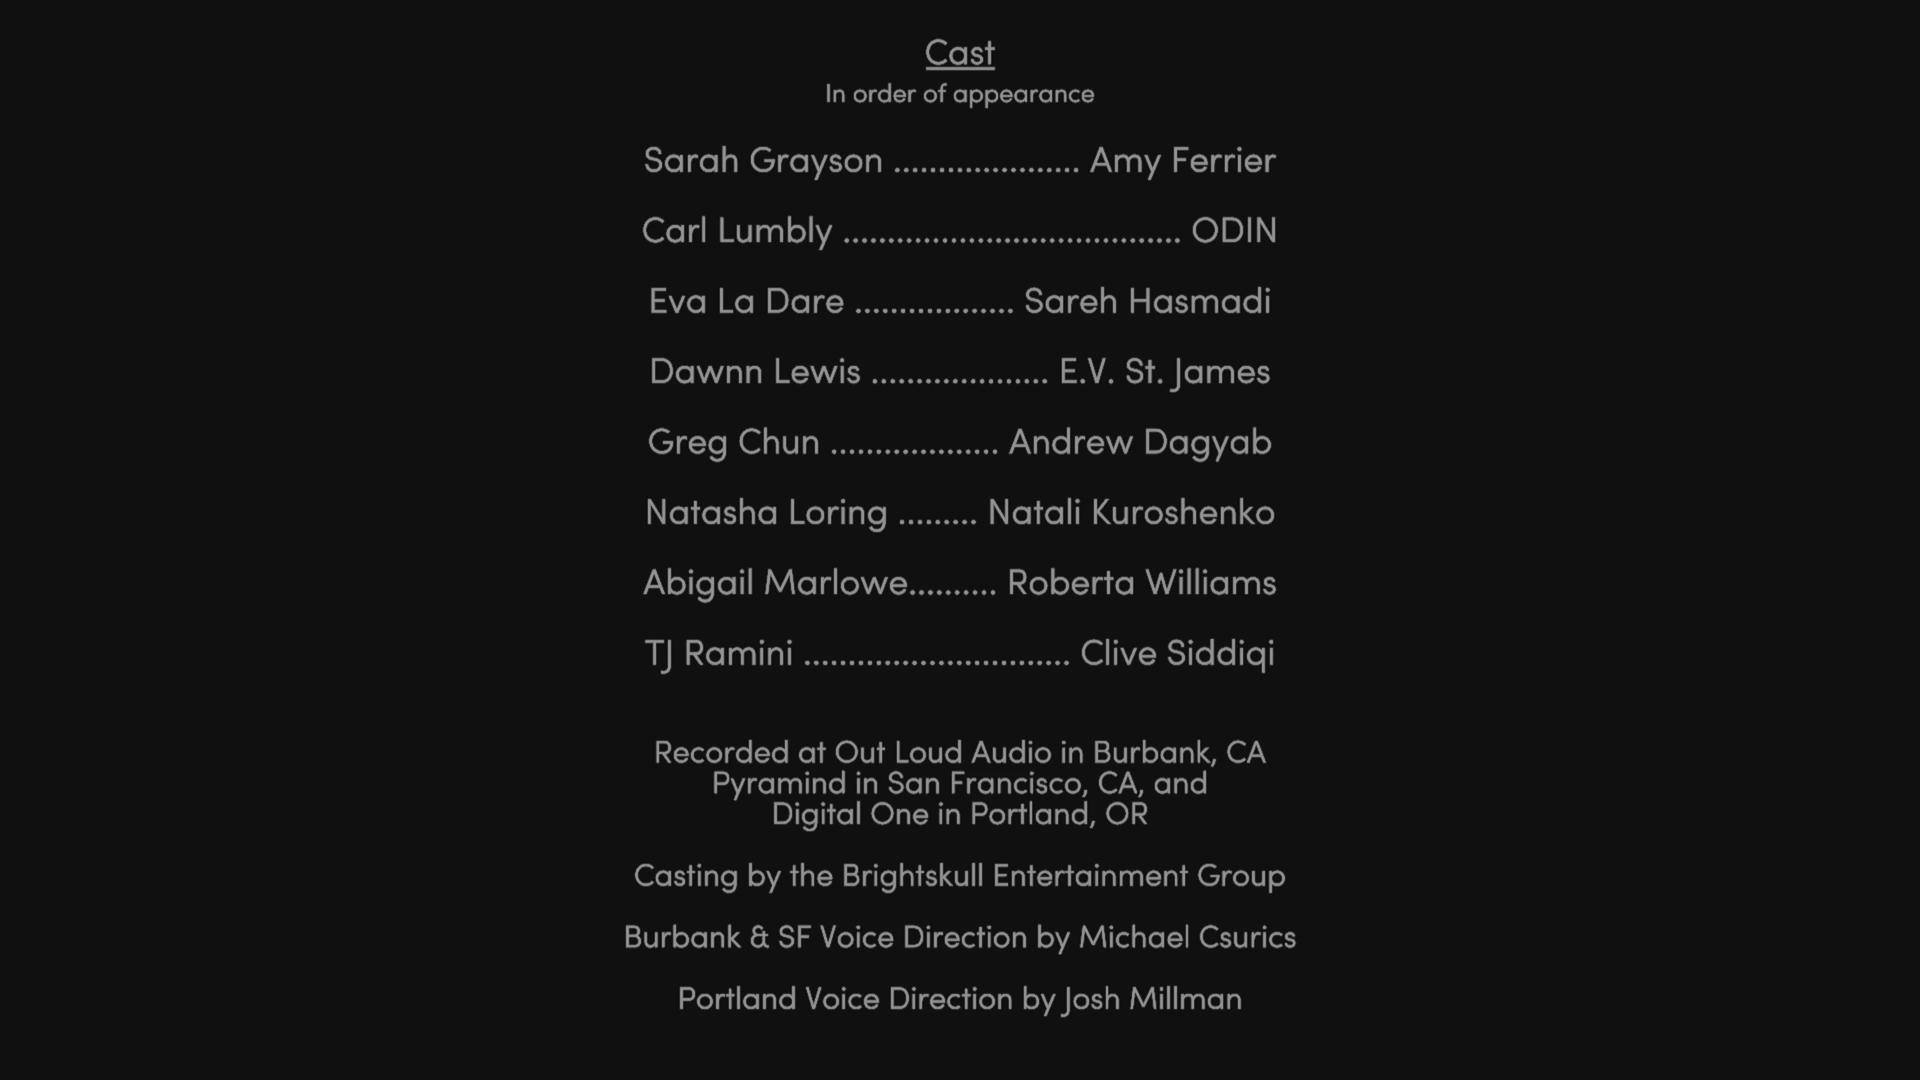 Cast
In order of appearance
Sarah Grayson ..................... Amy Ferrier
Carl Lumbly ...................................... ODIN
Eva La Dare .................. Sareh Hasmadi
Dawnn Lewis .................... E.V. St. James
Greg Chun ................... Andrew Dagyab
Natasha Loring ......... Natali Kuroshenko
Abigail Marlowe.......... Roberta Williams
TJ Ramini .............................. Clive Siddiqi
Recorded at Out Loud Audio in Burbank, CA
Pyramind in San Francisco, CA, and
Digital One in Portland, OR
Casting by the Brightskull Entertainment Group
Burbank & SF Voice Direction by Michael Csurics
Portland Voice Direction by Josh Millman